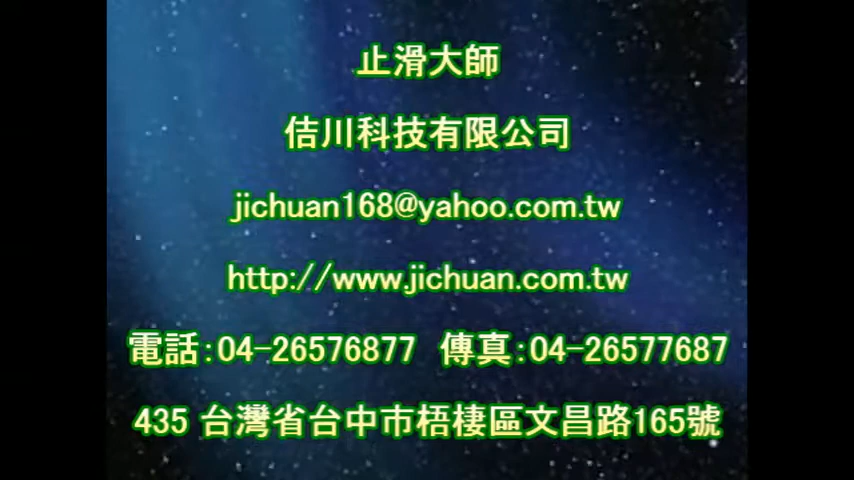 止滑大師
佶川科技有限公司
jichuan168@yahoo.com.tw
http://www.jichuan.com.tw
電話:04-26576877 傳真:04-26577687
435 台灣省台中市梧棲區文昌路165號